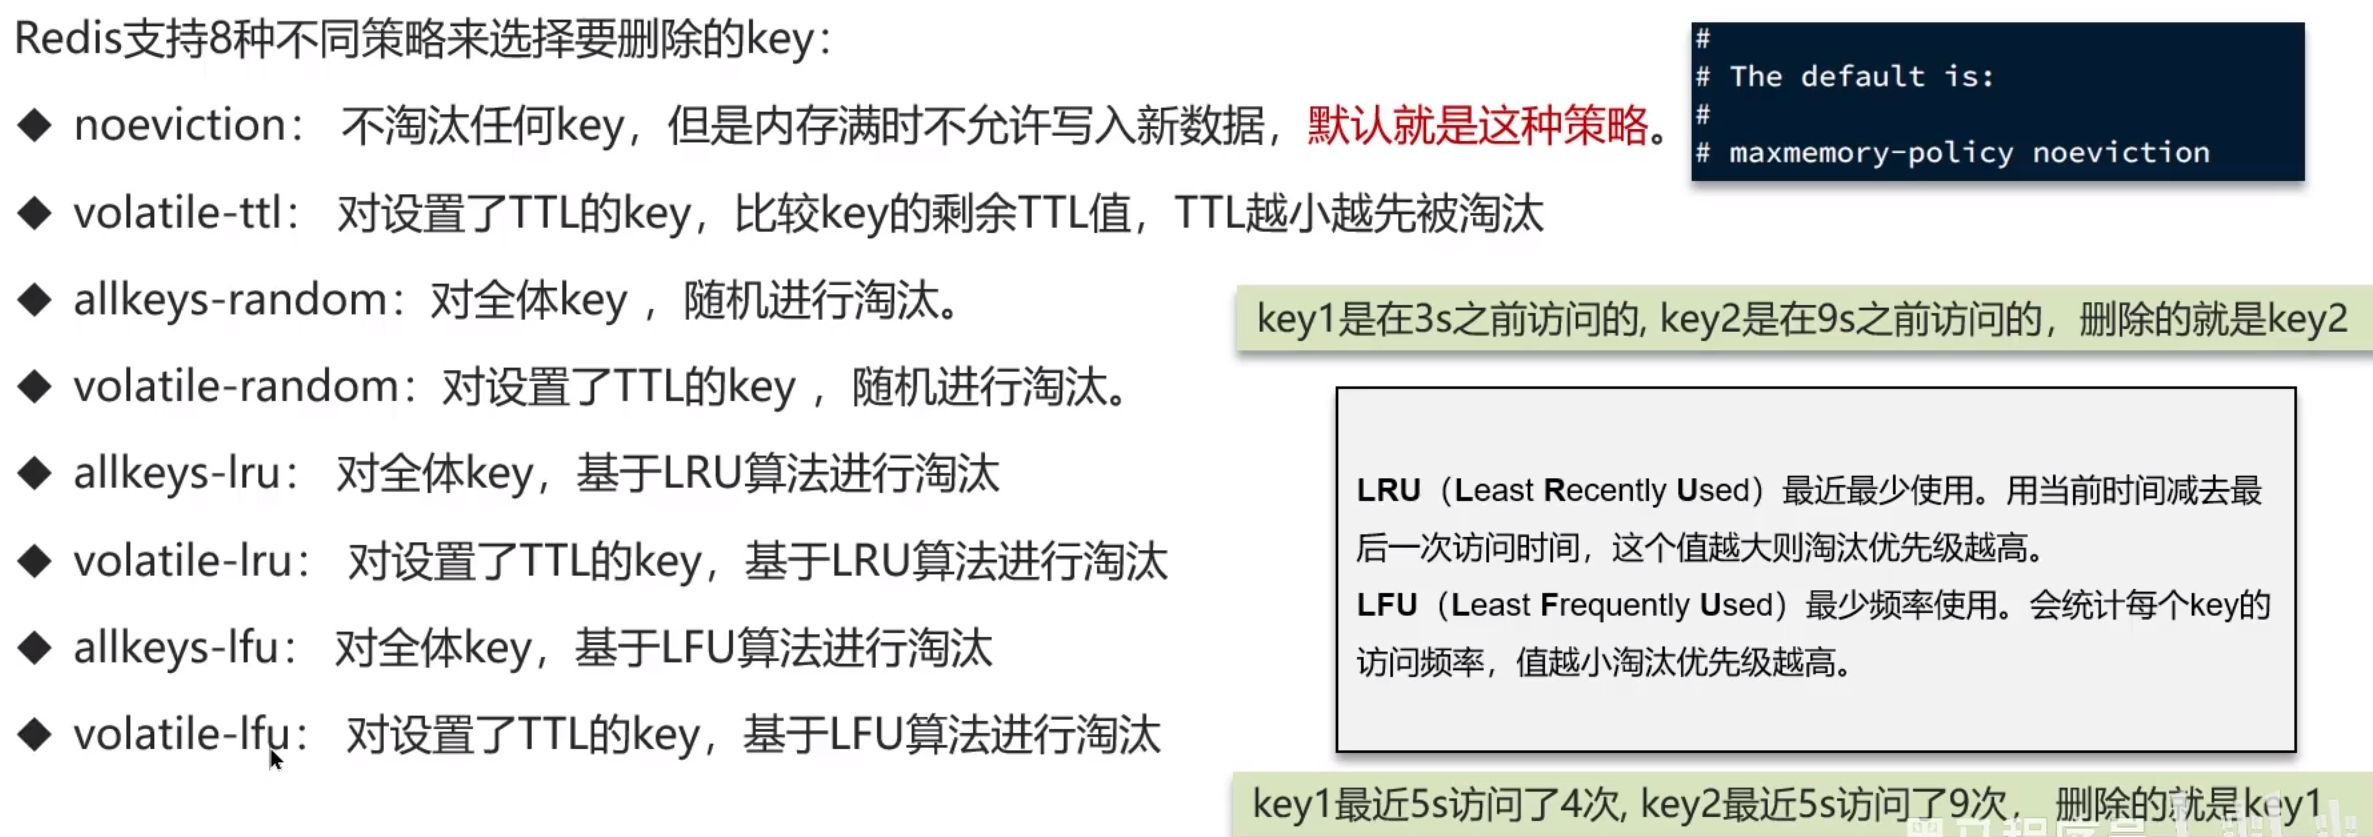 Redis支持8种不同策略来选择要删除的key：
◆ noeviction： 不淘汰任何key，但是内存满时不允许写入新数据，默认就是这种策略。
◆ volatile-ttl： 对设置了TTL的key，比较key的剩余TTL值，TTL越小越先被淘汰
◆ allkeys-random：对全体key ，随机进行淘汰。
◆ volatile-random：对设置了TTL的key ，随机进行淘汰。
◆ allkeys-lru： 对全体key，基于LRU算法进行淘汰
◆ volatile-lru： 对设置了TTL的key，基于LRU算法进行淘汰
◆ allkeys-lfu： 对全体key，基于LFU算法进行淘汰
◆ volatile-lfu： 对设置了TTL的key，基于LFU算法进行淘汰
#
# The default is:
#
# maxmemory-policy noeviction
key1是在3s之前访问的, key2是在9s之前访问的，删除的就是key2
LRU（Least Recently Used）最近最少使用。用当前时间减去最
后一次访问时间，这个值越大则淘汰优先级越高。
LFU（Least Frequently Used）最少频率使用。会统计每个key的
访问频率，值越小淘汰优先级越高。
key1最近5s访问了4次, key2最近5s访问了9次， 删除的就是key1